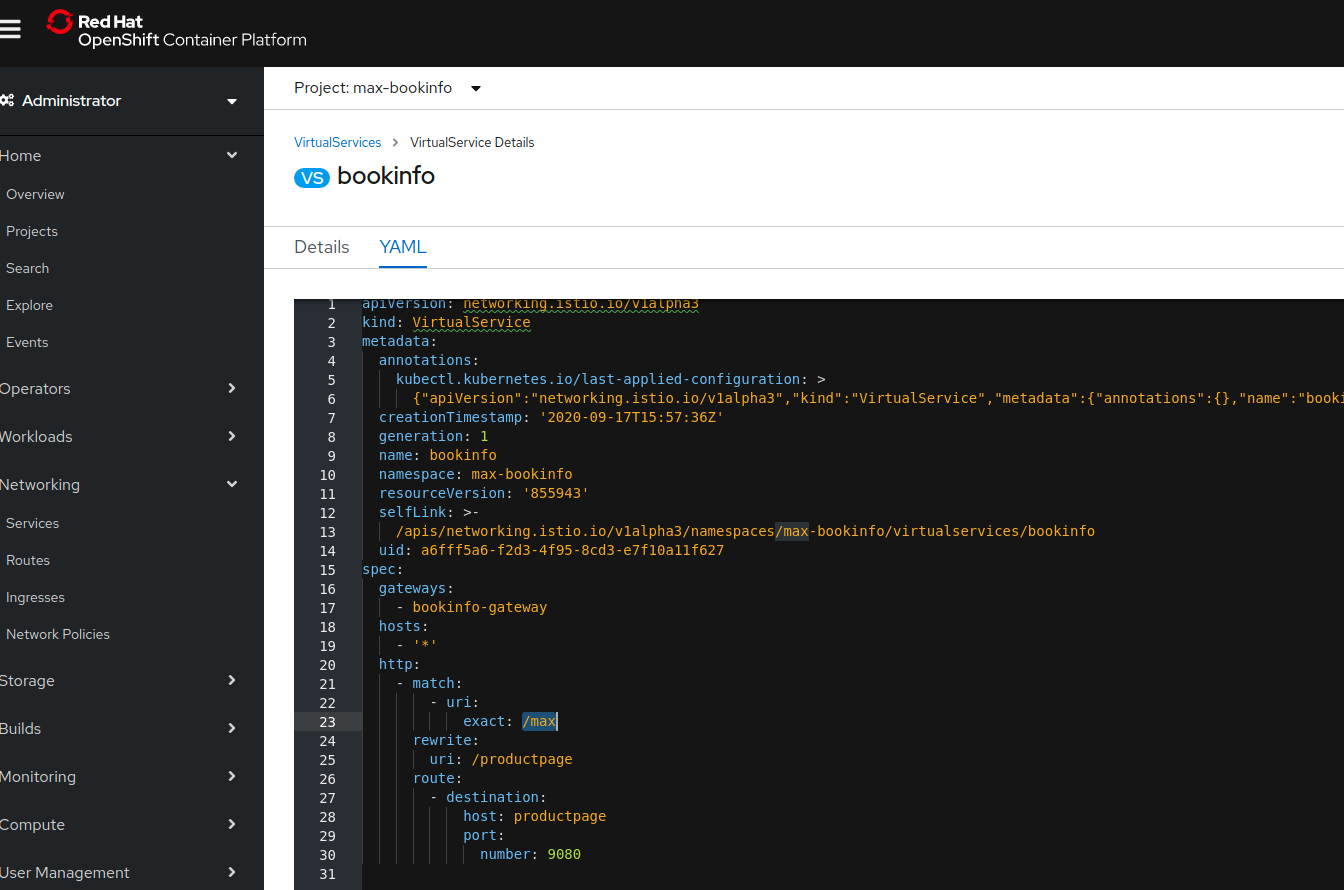 Red Hat
OpenShift Container Platform
Administrator
Home
Overview
Projects
Search
Explore
Events
Operators
Workloads
Networking
Services
Routes
Ingresses
Network Policies
Storage
Builds
Monitoring
Compute
User Management
Project: max-bookinfo
VirtualServices > VirtualService Details
VS bookinfo
Details YAML
1 apiVersion: networking.istio.io/v1alpha3
2 kind: VirtualService
3 metadata:
4 annotations:
5 kubectl.kubernetes.io/last-applied-configuration: >
6 {"apiVersion":"networking.istio.io/v1alpha3","kind":"VirtualService","metadata":{"annotations":{},"name":"booki
7 creationTimestamp: '2020-09-17T15:57:36Z'
8 generation: 1
9 name: bookinfo
10 namespace: max-bookinfo
11 resourceVersion: '855943'
12 selfLink: >-
13 /apis/networking.istio.io/v1alpha3/namespaces/max-bookinfo/virtualservices/bookinfo
14 uid: a6fff5a6-f2d3-4f95-8cd3-e7f10a11f627
15 spec:
16 gateways:
17 - bookinfo-gateway
18 hosts:
19 - '*'
20 http:
21 - match:
22 - uri:
23 exact: /max
24 rewrite:
25 uri: /productpage
26 route:
27 - destination:
28 host: productpage
29 port:
30 number: 9080
31